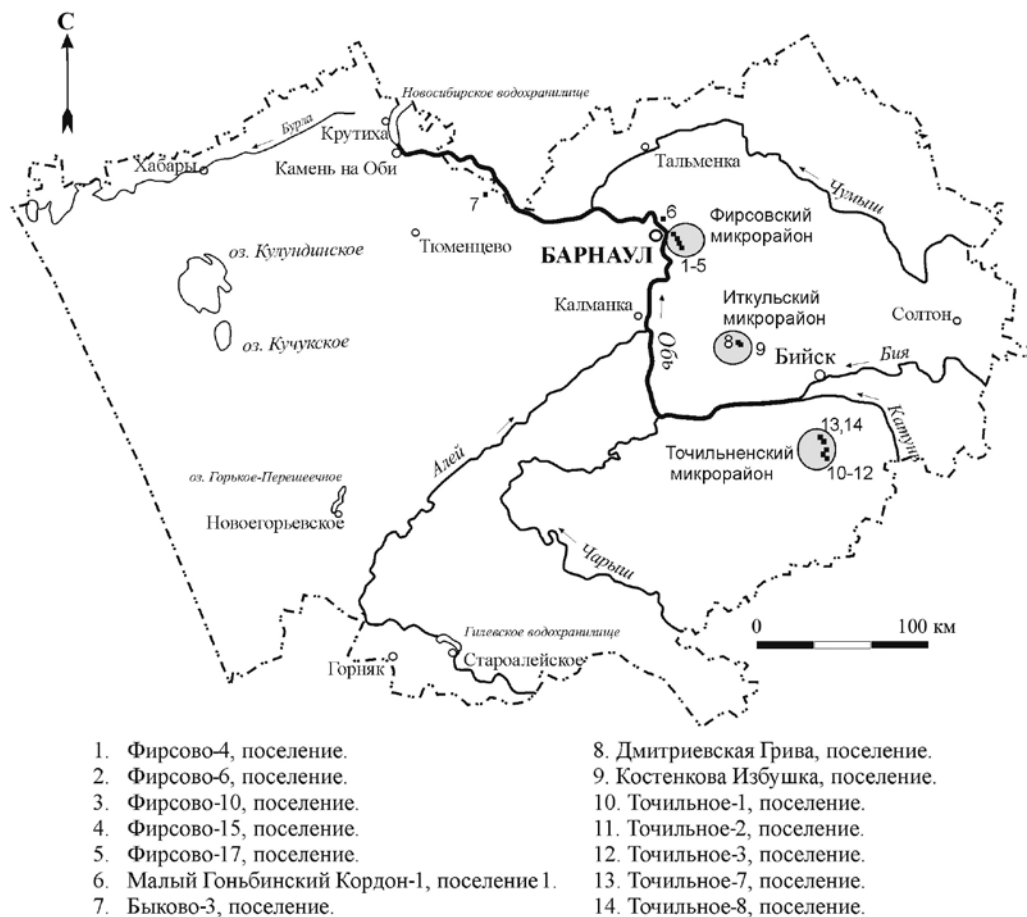 С
Новосибирское водохранилище
Крутиха
Бурла
Хабары
Камень на Оби
Тальменка
Чумыш
7
6
Фирсовский
микрорайон
Тюменцево
БАРНАУЛ
1-5
оз. Кулундинское
Калманка
Иткульский
микрорайон
Солтон
оз. Кучукское
Обь
8
9
Бийск
Бия
Катунь
13,14
Алей
Точильненский
микрорайон
10-12
оз. Горькое-Перешеечное
Новоегорьевское
Чарыш
0 100 км
Гилевское водохранилище
Горняк
Староалейское
1. Фирсово-4, поселение.
2. Фирсово-6, поселение.
3. Фирсово-10, поселение.
4. Фирсово-15, поселение.
5. Фирсово-17, поселение.
6. Малый Гоньбинский Кордон-1, поселение 1.
7. Быково-3, поселение.
8. Дмитриевская Грива, поселение.
9. Костенкова Избушка, поселение.
10. Точильное-1, поселение.
11. Точильное-2, поселение.
12. Точильное-3, поселение.
13. Точильное-7, поселение.
14. Точильное-8, поселение.